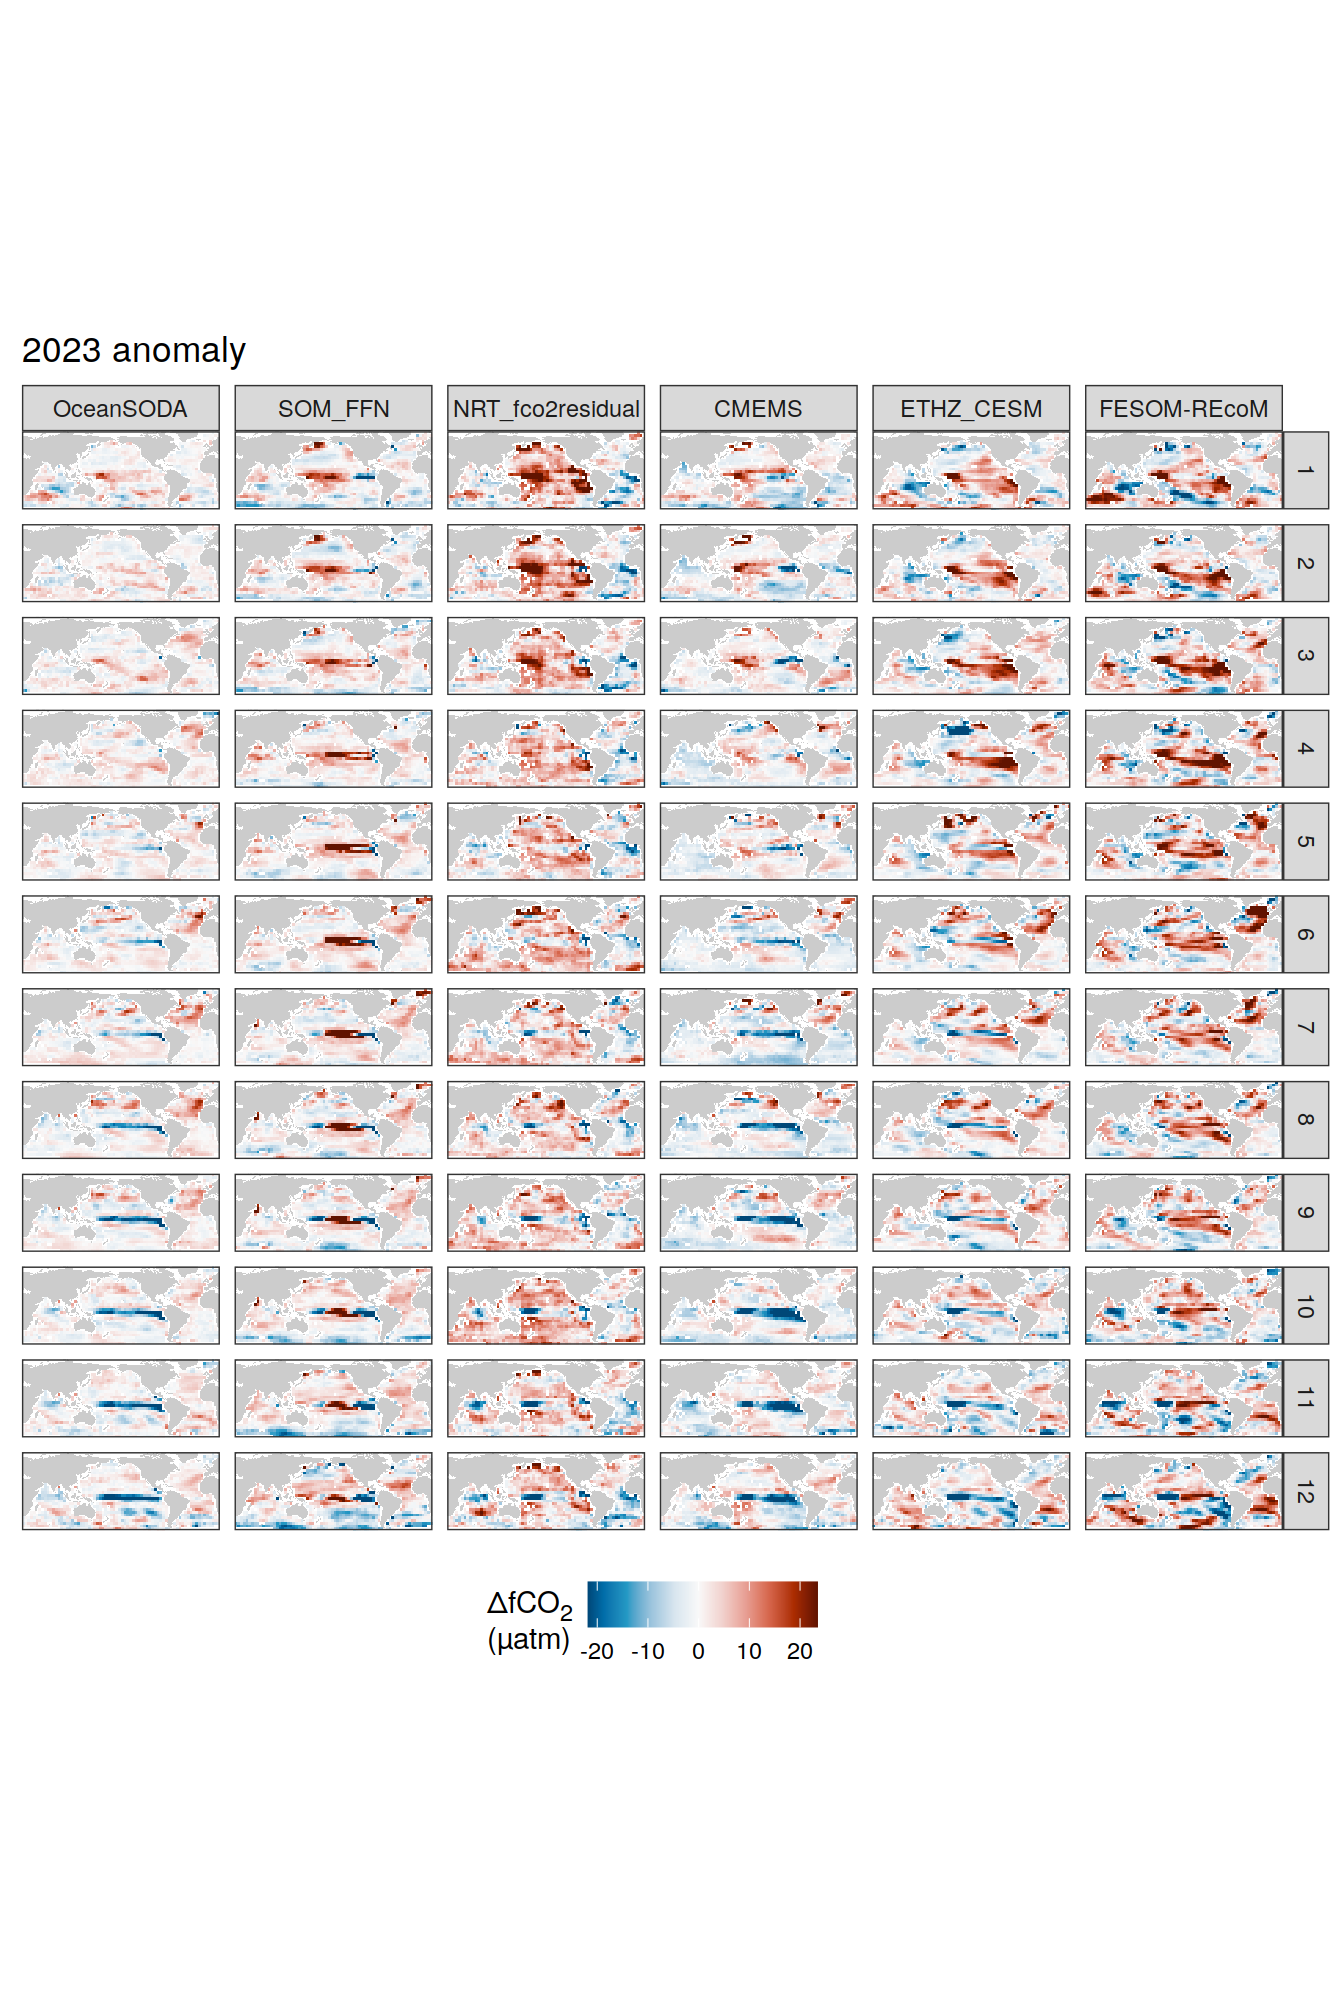 2023 anomaly
OceanSODA SOM_FFN NRT_fco2residual CMEMS ETHZ_CESM FESOM-REcoM
1
2
3
4
5
6
7
8
9
10
11
12
ΔfCO2
(µatm)
-20 -10 0 10 20